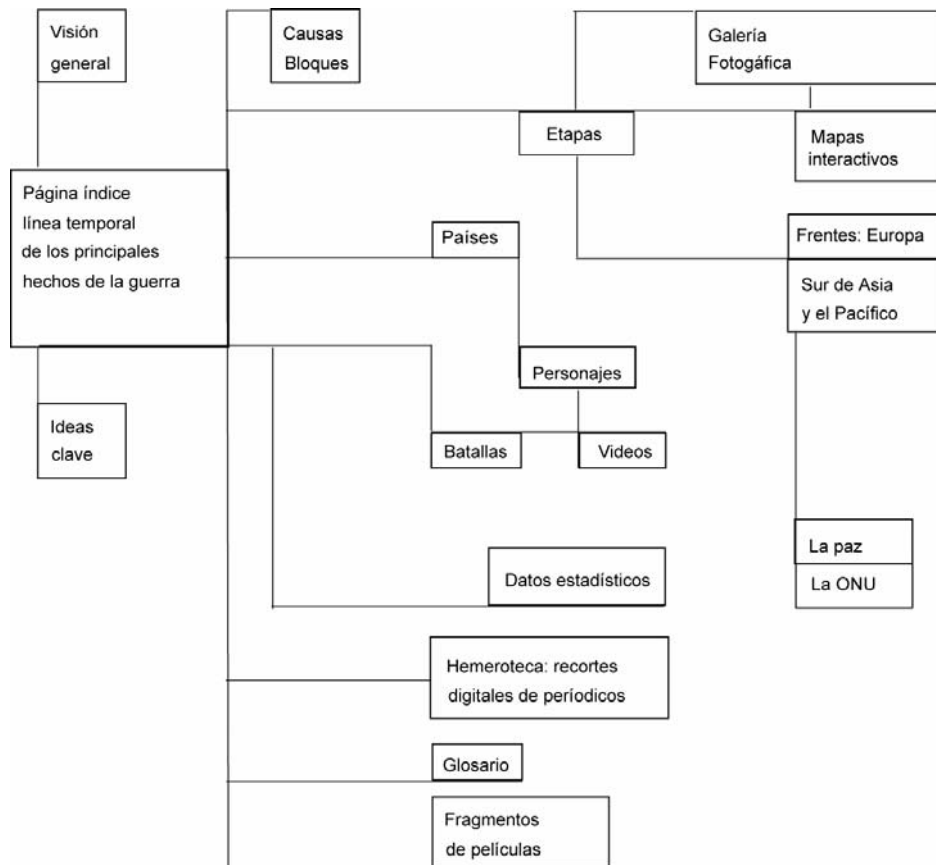 Visión
general
Causas
Bloques
Galería
Fotogáfica
Etapas
Mapas
interactivos
Página índice
línea temporal
de los principales
hechos de la guerra
Países
Frentes: Europa
Sur de Asia
y el Pacífico
Personajes
Ideas
clave
Batallas
Videos
La paz
La ONU
Datos estadísticos
Hemeroteca: recortes
digitales de períodicos
Glosario
Fragmentos
de películas